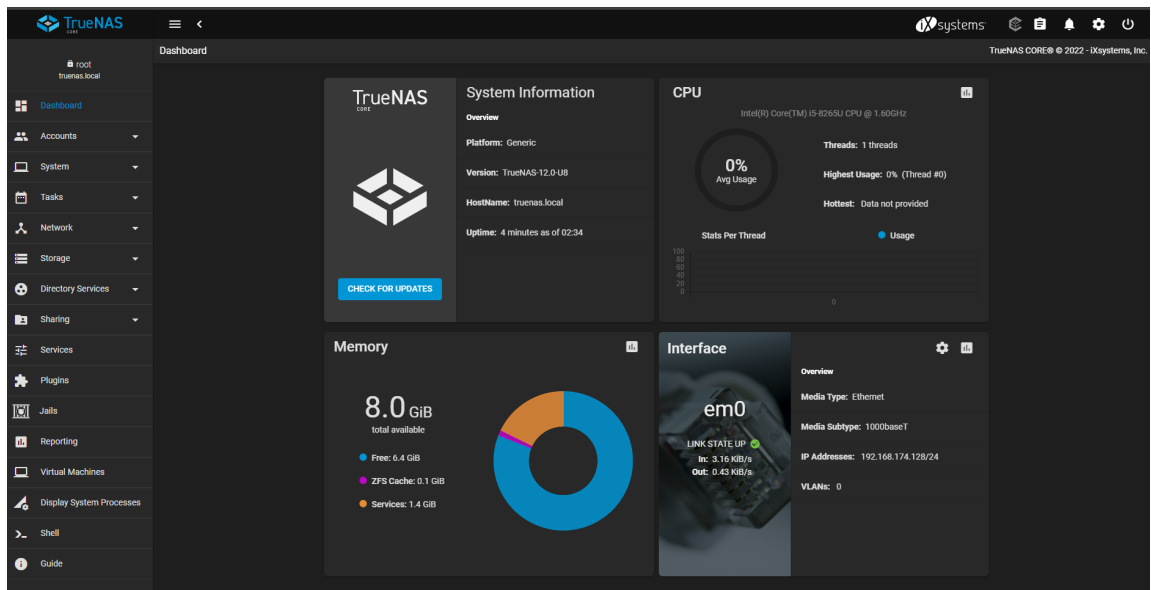 TrueNAS
CORE
iXsystems
root
truenas.local
Dashboard
TrueNAS CORE® © 2022 - iXsystems, Inc.
Dashboard
Accounts
System
Tasks
Network
Storage
Directory Services
Sharing
Services
Plugins
Jails
Reporting
Virtual Machines
Display System Processes
Shell
Guide
TrueNAS
CORE
CHECK FOR UPDATES
System Information
Overview
Platform: Generic
Version: TrueNAS-12.0-U8
HostName: truenas.local
Uptime: 4 minutes as of 02:34
CPU
Intel(R) Core(TM) i5-8265U CPU @ 1.60GHz
0%
Avg Usage
Threads: 1 threads
Highest Usage: 0% (Thread #0)
Hottest: Data not provided
Stats Per Thread
Usage
100
80
60
40
20
0
0
Memory
8.0 GiB
total available
Free: 6.4 GiB
ZFS Cache: 0.1 GiB
Services: 1.4 GiB
Interface
em0
LINK STATE UP
In: 3.16 KiB/s
Out: 0.43 KiB/s
Overview
Media Type: Ethernet
Media Subtype: 1000baseT
IP Addresses: 192.168.174.128/24
VLANs: 0